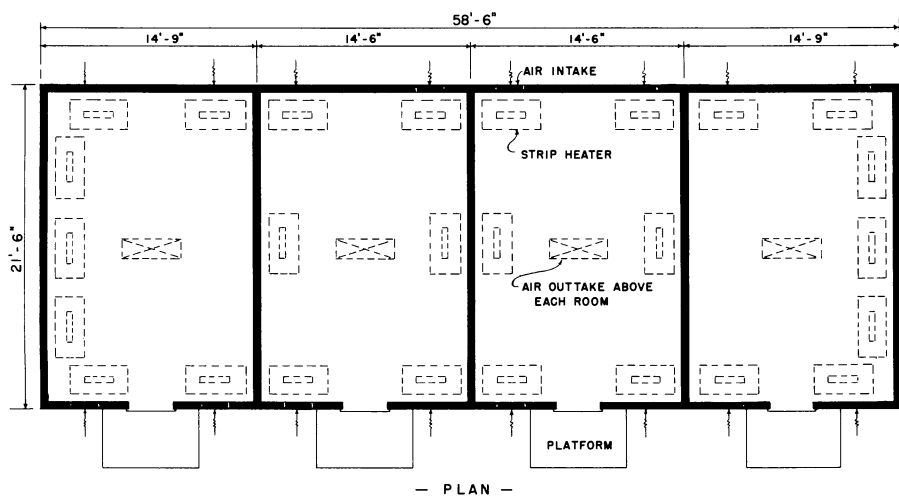 58'-6"
14'-9"
14'-6"
14'-6"
14'-9"
AIR INTAKE
STRIP HEATER
21'-6"
AIR OUTTAKE ABOVE
EACH ROOM
PLATFORM
— PLAN —